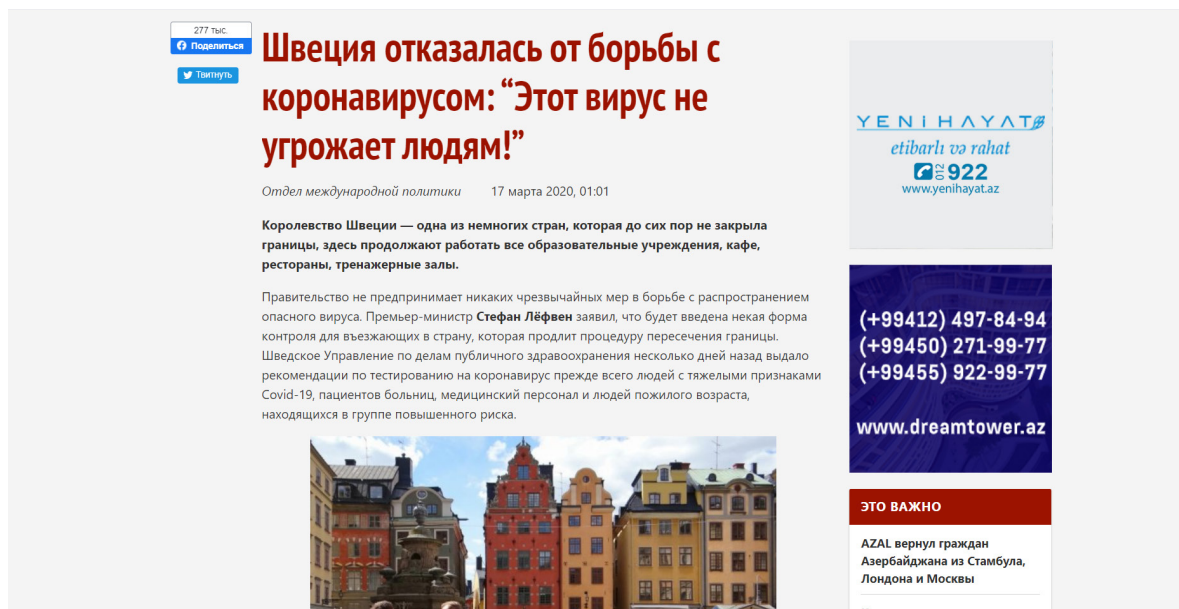 277 тыс.
Поделиться
Твитнуть
Швеция отказалась от борьбы с
коронавирусом: “Этот вирус не
угрожает людям!”
Отдел международной политики 17 марта 2020, 01:01
Королевство Швеции — одна из немногих стран, которая до сих пор не закрыла
границы, здесь продолжают работать все образовательные учреждения, кафе,
рестораны, тренажерные залы.
Правительство не предпринимает никаких чрезвычайных мер в борьбе с распространением
опасного вируса. Премьер-министр Стефан Лёфвен заявил, что будет введена некая форма
контроля для въезжающих в страну, которая продлит процедуру пересечения границы.
Шведское Управление по делам публичного здравоохранения несколько дней назад выдало
рекомендации по тестированию на коронавирус прежде всего людей с тяжелыми признаками
Covid-19, пациентов больниц, медицинский персонал и людей пожилого возраста,
находящихся в группе повышенного риска.
YENİHAYAT
etibarlı və rahat
012 922
www.yenihayat.az
(+99412) 497-84-94
(+99450) 271-99-77
(+99455) 922-99-77
www.dreamtower.az
ЭТО ВАЖНО
AZAL вернул граждан
Азербайджана из Стамбула,
Лондона и Москвы